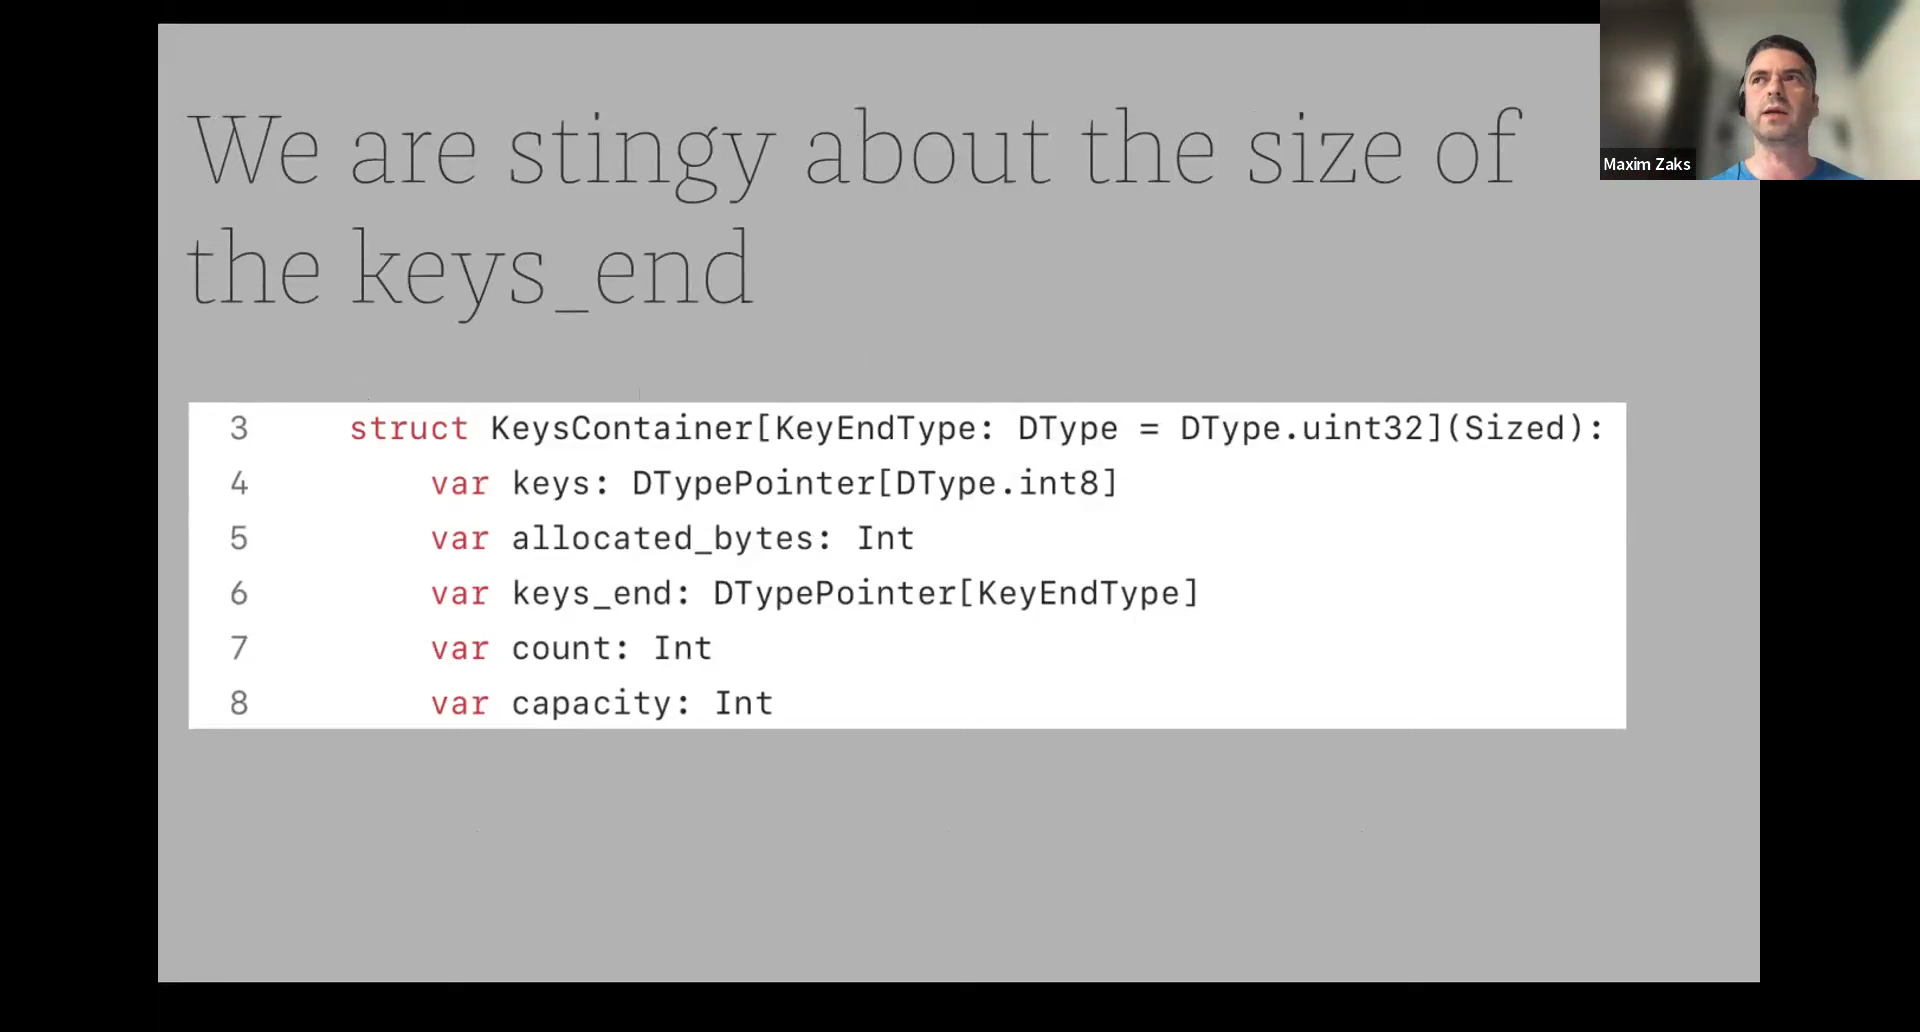 We are stingy about the size of
the keys_end
3 struct KeysContainer[KeyEndType: DType = DType.uint32](Sized):
4 var keys: DTypePointer[DType.int8]
5 var allocated_bytes: Int
6 var keys_end: DTypePointer[KeyEndType]
7 var count: Int
8 var capacity: Int
Maxim Zaks